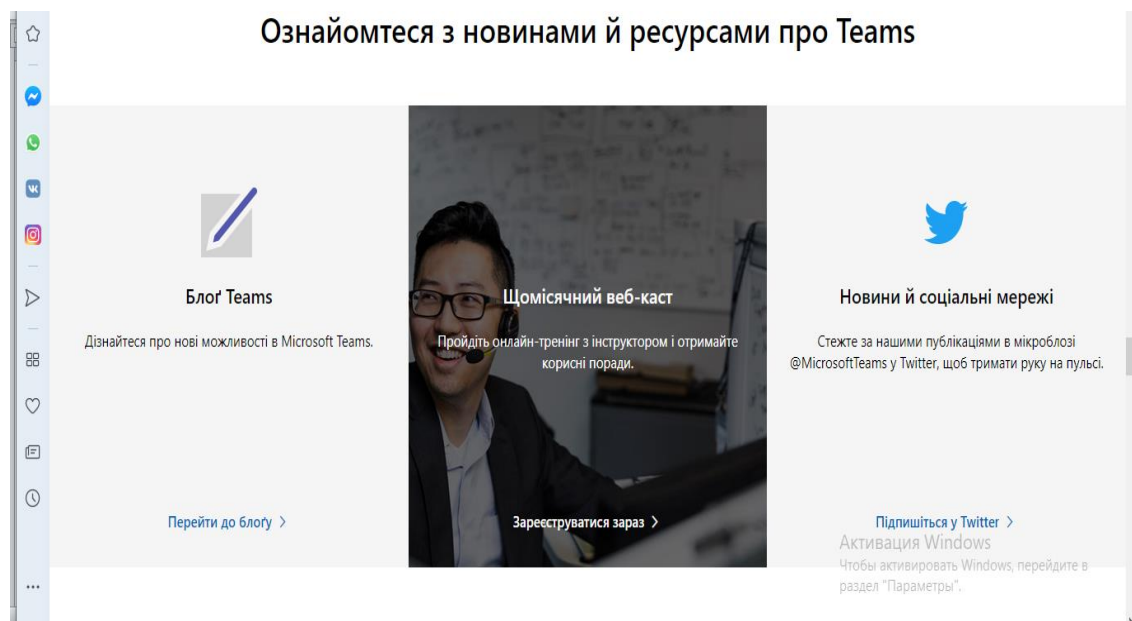 Ознайомтеся з новинами й ресурсами про Teams
Блоґ Teams
Дізнайтеся про нові можливості в Microsoft Teams.
Перейти до блоґу
Щомісячний веб-каст
Пройдіть онлайн-тренінг з інструктором і отримайте
корисні поради.
Зареєструватися зараз
Новини й соціальні мережі
Стежте за нашими публікаціями в мікроблозі
@MicrosoftTeams у Twitter, щоб тримати руку на пульсі.
Підпишіться у Twitter
Активация Windows
Чтобы активировать Windows, перейдите в
раздел "Параметры".